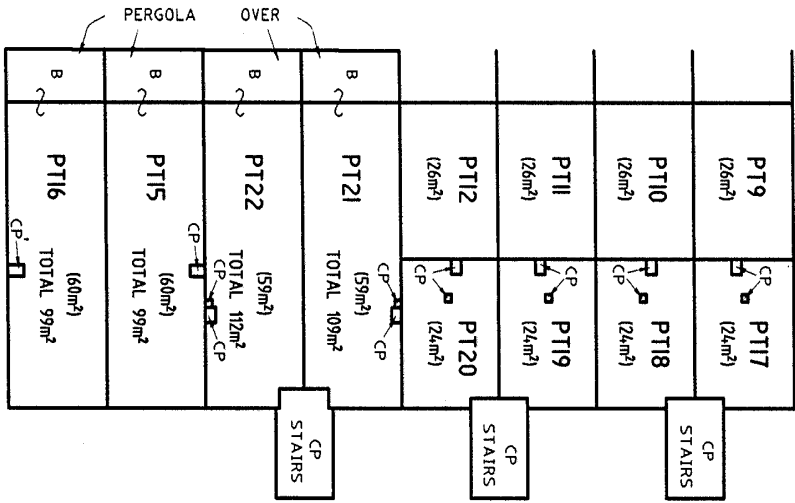 PERGOLA OVER
B
B
B
B
PT16
(60m²)
TOTAL 99m²
CP'
PT15
(60m²)
TOTAL 99m²
CP
PT22
(59m²)
TOTAL 112m²
CP
CP
PT21
(59m²)
TOTAL 109m²
CP
CP
PT12
(26m²)
PT11
(26m²)
PT10
(26m²)
PT9
(26m²)
CP
PT20
(24m²)
CP
PT19
(24m²)
CP
PT18
(24m²)
CP
PT17
(24m²)
CP
STAIRS
CP
STAIRS
CP
STAIRS